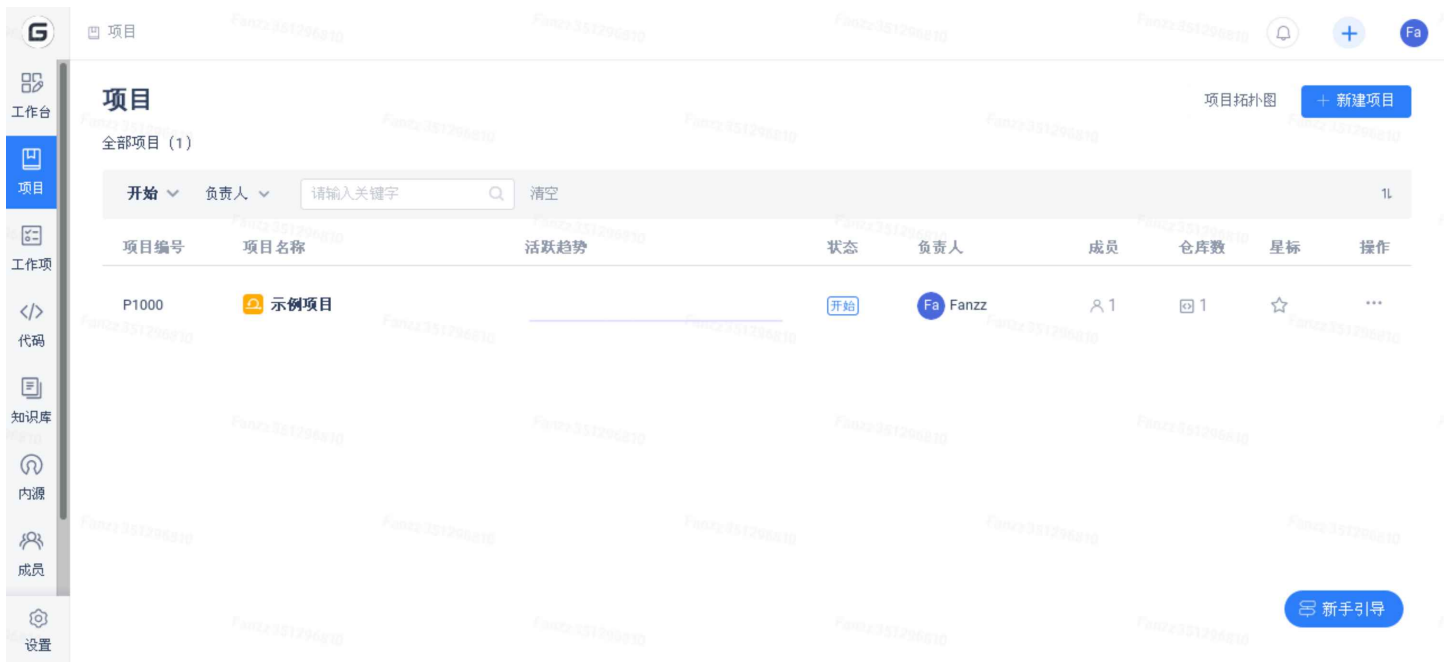 G
项目
Fa
工作台
项目
工作项
代码
知识库
内源
成员
设置
项目
项目拓扑图
+ 新建项目
全部项目 (1)
开始 负责人 请输入关键字 清空
项目编号 项目名称 活跃趋势 状态 负责人 成员 仓库数 星标 操作
P1000 示例项目 开始 Fa Fanzz 1 1 ...
新手引导
Fanzz351296810